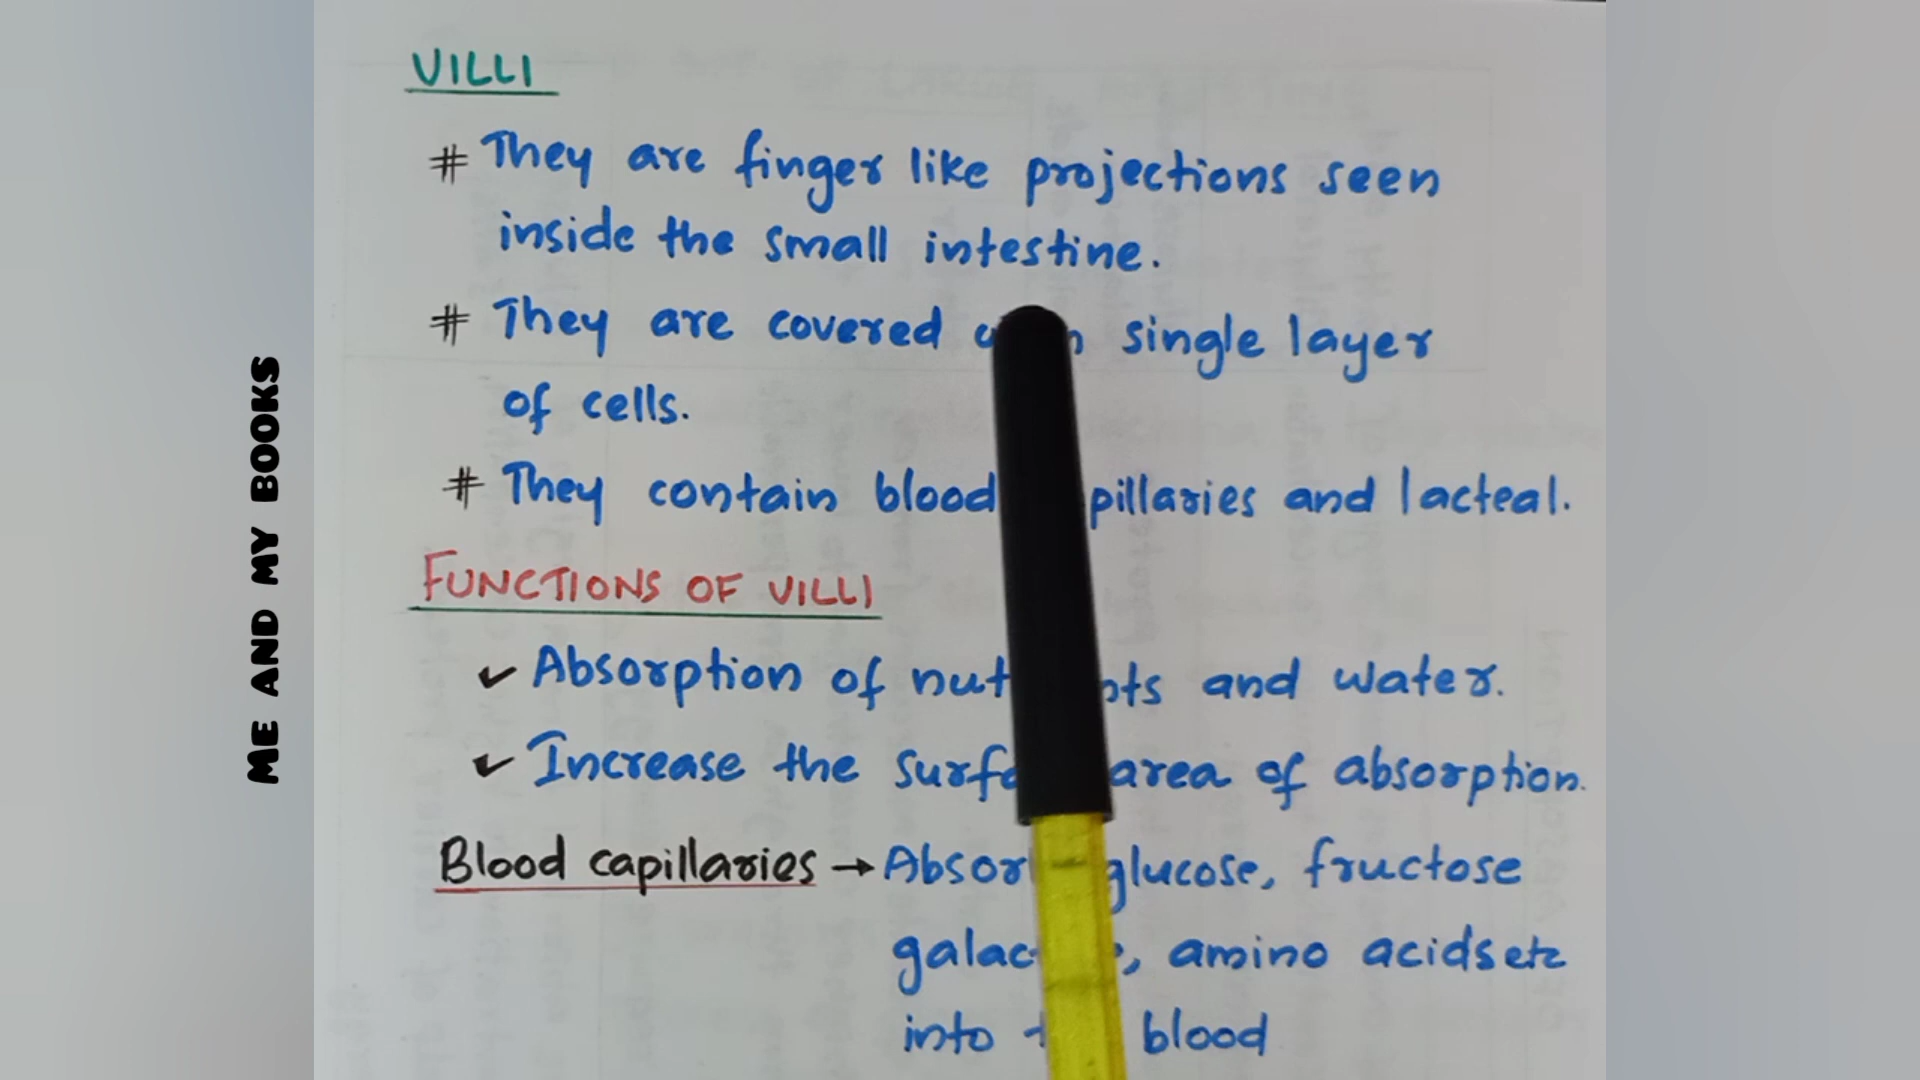 ME AND MY BOOKS
VILLI
# They are finger like projections seen
inside the small intestine.
# They are covered single layer
of cells.
# They contain blood pillaries and lacteal.
FUNCTIONS OF VILLI
✓ Absorption of nut nts and water.
✓ Increase the surfa area of absorption.
Blood capillaries → Absor glucose, fructose
galac , amino acids etc
into blood